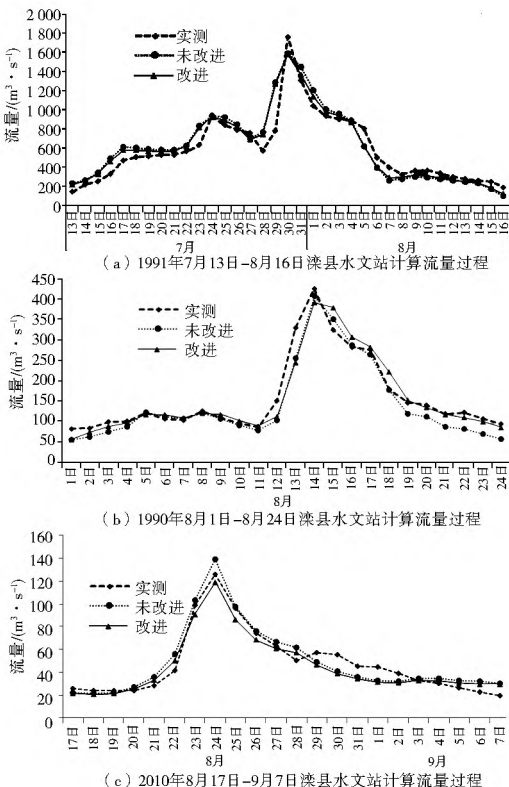 2 000
1 800
1 600
1 400
1 200
1 000
800
600
400
200
0
流量/(m³·s⁻¹)
实测
未改进
改进
13日 14日 15日 16日 17日 18日 19日 20日 21日 22日 23日 24日 25日 26日 27日 28日 29日 30日 31日 1日 2日 3日 4日 5日 6日 7日 8日 9日 10日 11日 12日 13日 14日 15日 16日
7月 8月
(a)1991年7月13日-8月16日滦县水文站计算流量过程
450
400
350
300
250
200
150
100
50
0
流量/(m³·s⁻¹)
实测
未改进
改进
1日 2日 3日 4日 5日 6日 7日 8日 9日 10日 11日 12日 13日 14日 15日 16日 17日 18日 19日 20日 21日 22日 23日 24日
8月
(b)1990年8月1日-8月24日滦县水文站计算流量过程
160
140
120
100
80
60
40
20
0
流量/(m³·s⁻¹)
实测
未改进
改进
17日 18日 19日 20日 21日 22日 23日 24日 25日 26日 27日 28日 29日 30日 31日 1日 2日 3日 4日 5日 6日 7日
8月 9月
(c)2010年8月17日-9月7日滦县水文站计算流量过程